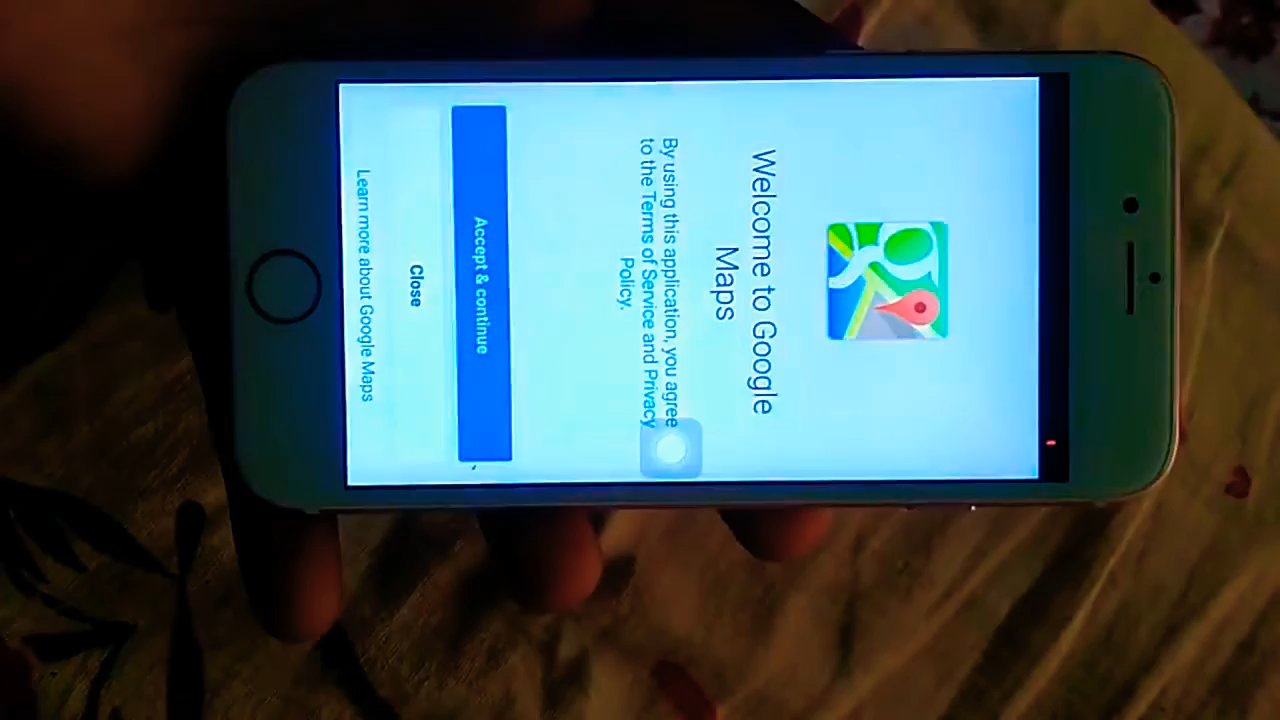 Welcome to Google
Maps
By using this application, you agree
to the Terms of Service and Privacy
Policy.
Accept & continue
Close
Learn more about Google Maps